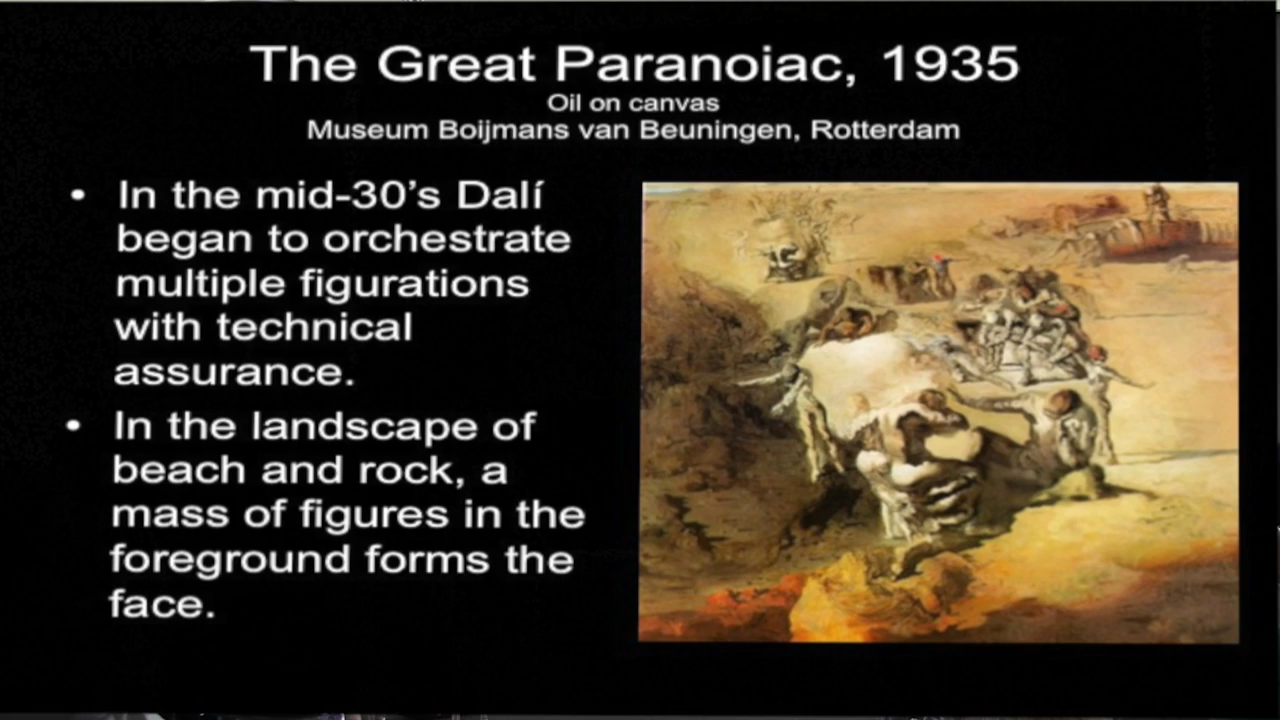 The Great Paranoiac, 1935
Oil on canvas
Museum Boijmans van Beuningen, Rotterdam
• In the mid-30’s Dalí
began to orchestrate
multiple figurations
with technical
assurance.
• In the landscape of
beach and rock, a
mass of figures in the
foreground forms the
face.